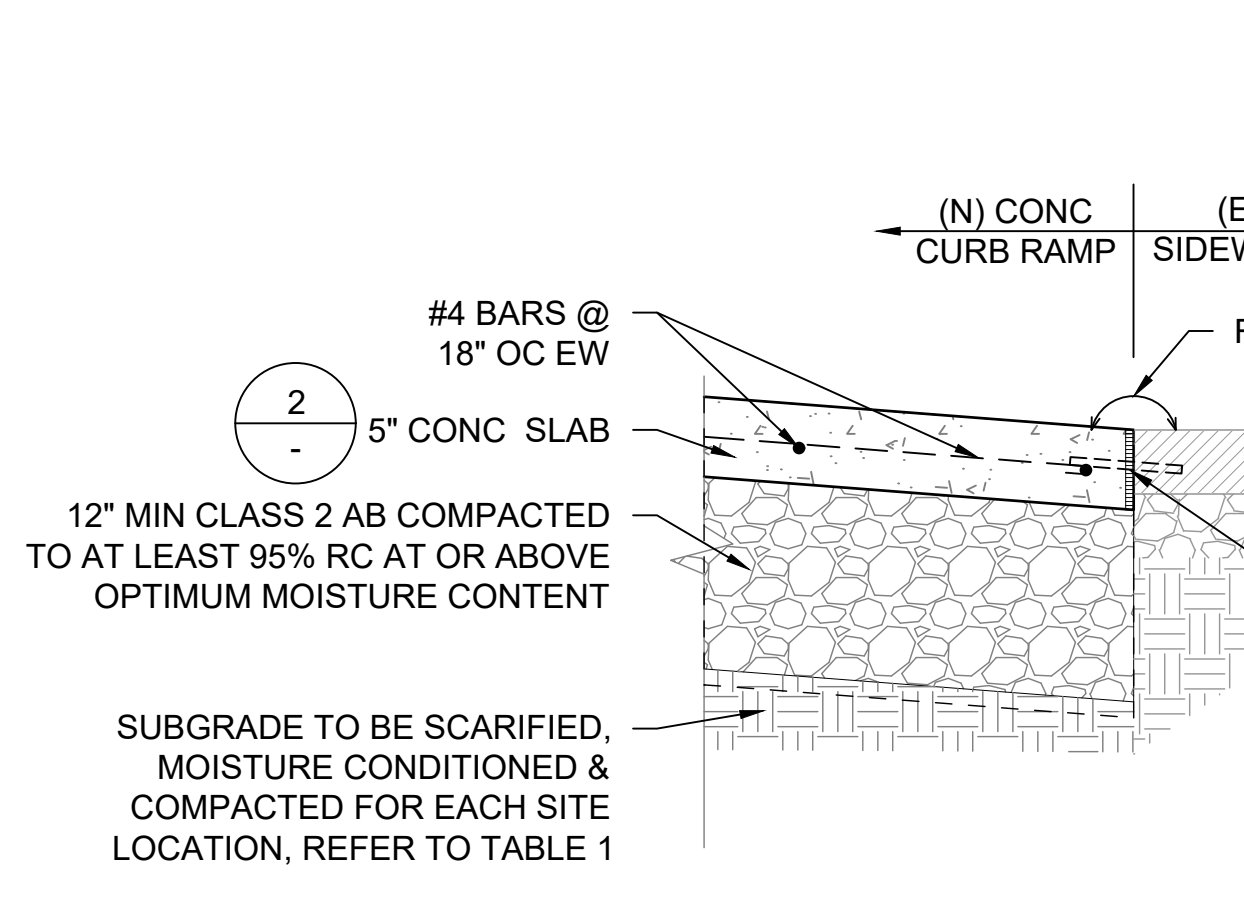 (N) CONC
CURB RAMP
#4 BARS @
18" OC EW
2
-
5" CONC SLAB
12" MIN CLASS 2 AB COMPACTED
TO AT LEAST 95% RC AT OR ABOVE
OPTIMUM MOISTURE CONTENT
SUBGRADE TO BE SCARIFIED,
MOISTURE CONDITIONED &
COMPACTED FOR EACH SITE
LOCATION, REFER TO TABLE 1